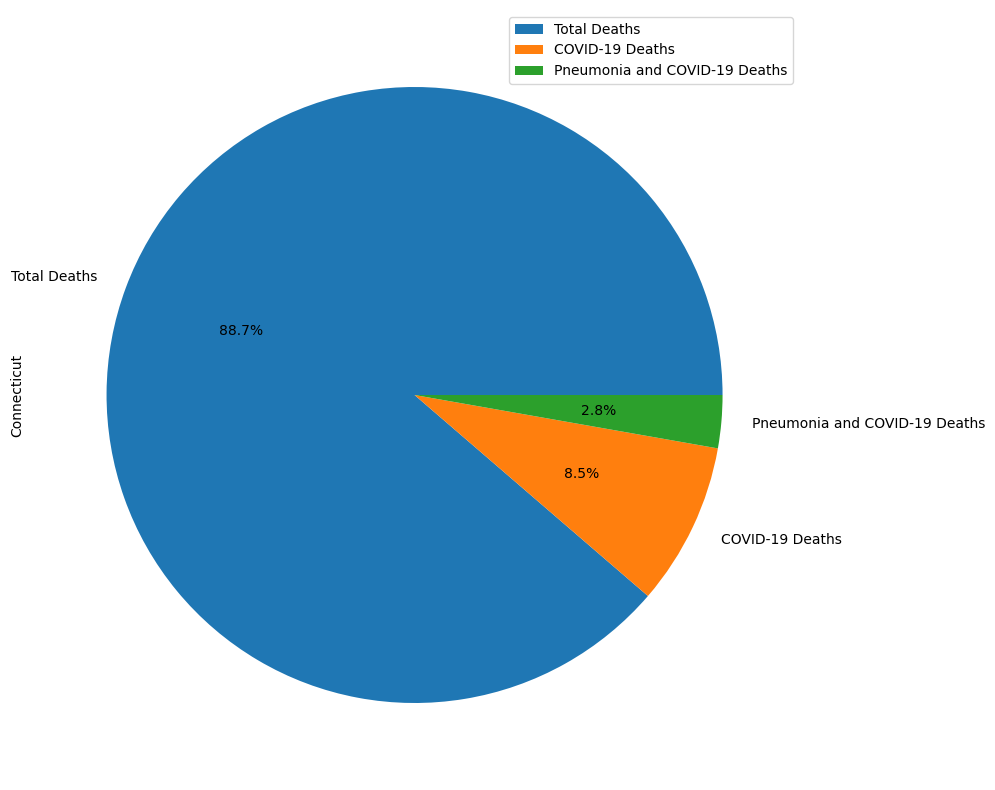 Total Deaths
COVID-19 Deaths
Pneumonia and COVID-19 Deaths
Total Deaths
88.7%
Connecticut
2.8%
Pneumonia and COVID-19 Deaths
8.5%
COVID-19 Deaths